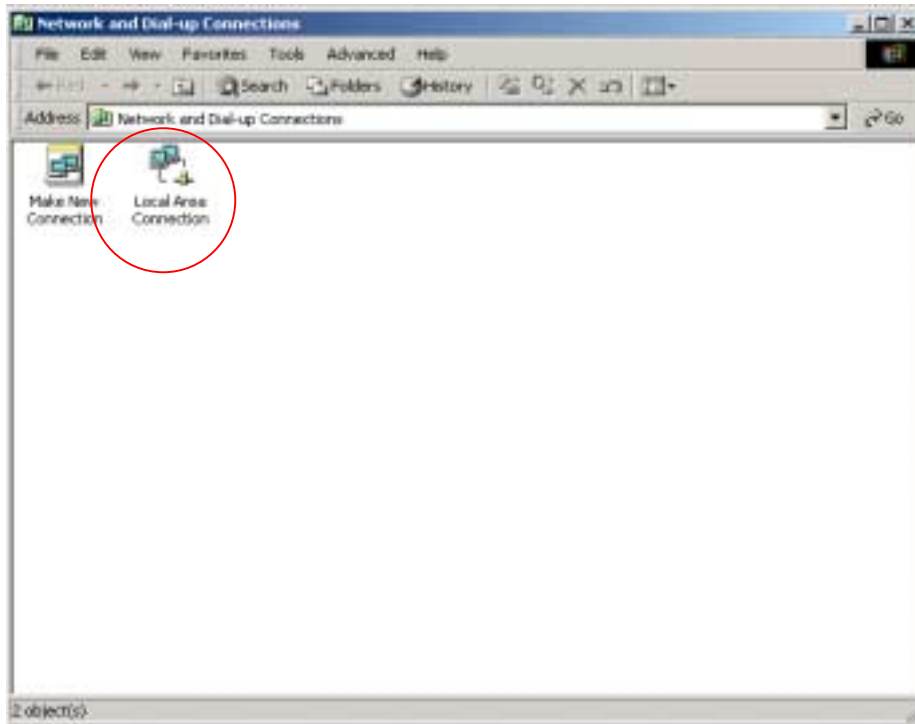 Network and Dial-up Connections
File Edit View Favorites Tools Advanced Help
Search Folders History
Address Network and Dial-up Connections Go
Make New
Connection
Local Area
Connection
2 object(s)